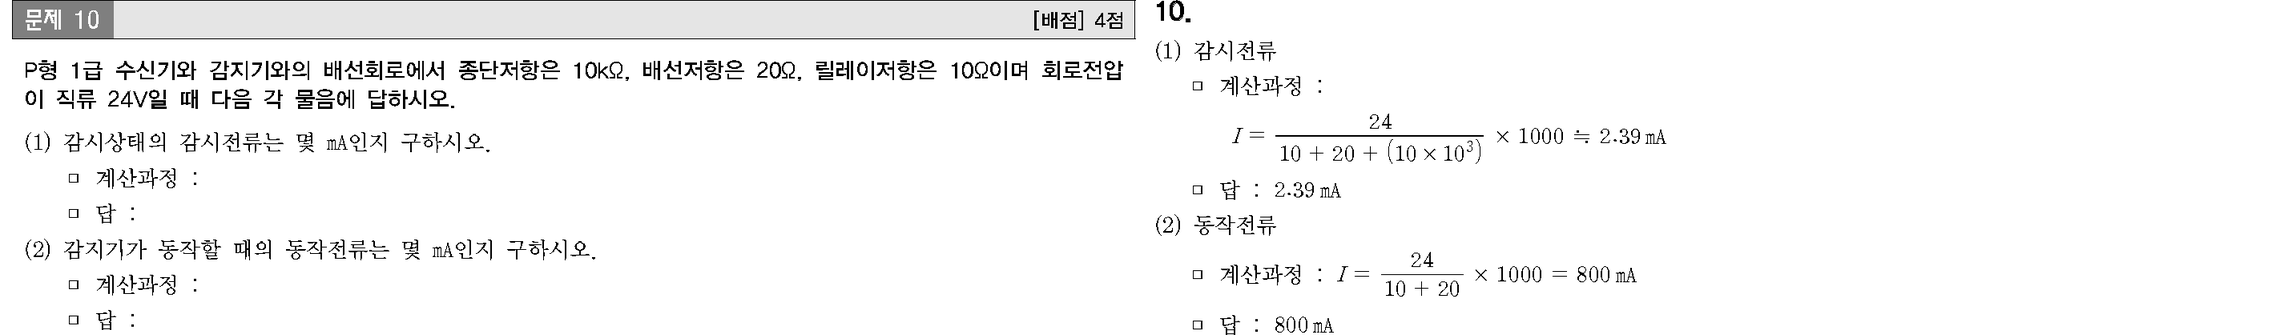 문제 10
[배점] 4점
P형 1급 수신기와 감지기와의 배선회로에서 종단저항은 10kΩ, 배선저항은 20Ω, 릴레이저항은 10Ω이며 회로전압
이 직류 24V일 때 다음 각 물음에 답하시오.
(1) 감시상태의 감시전류는 몇 mA인지 구하시오.
▫ 계산과정 :
▫ 답 :
(2) 감지기가 동작할 때의 동작전류는 몇 mA인지 구하시오.
▫ 계산과정 :
▫ 답 :
10.
(1) 감시전류
▫ 계산과정 :
I = 24 / (10 + 20 + (10 × 10³)) × 1000 ≒ 2.39 mA
▫ 답 : 2.39 mA
(2) 동작전류
▫ 계산과정 : I = 24 / (10 + 20) × 1000 = 800 mA
▫ 답 : 800 mA